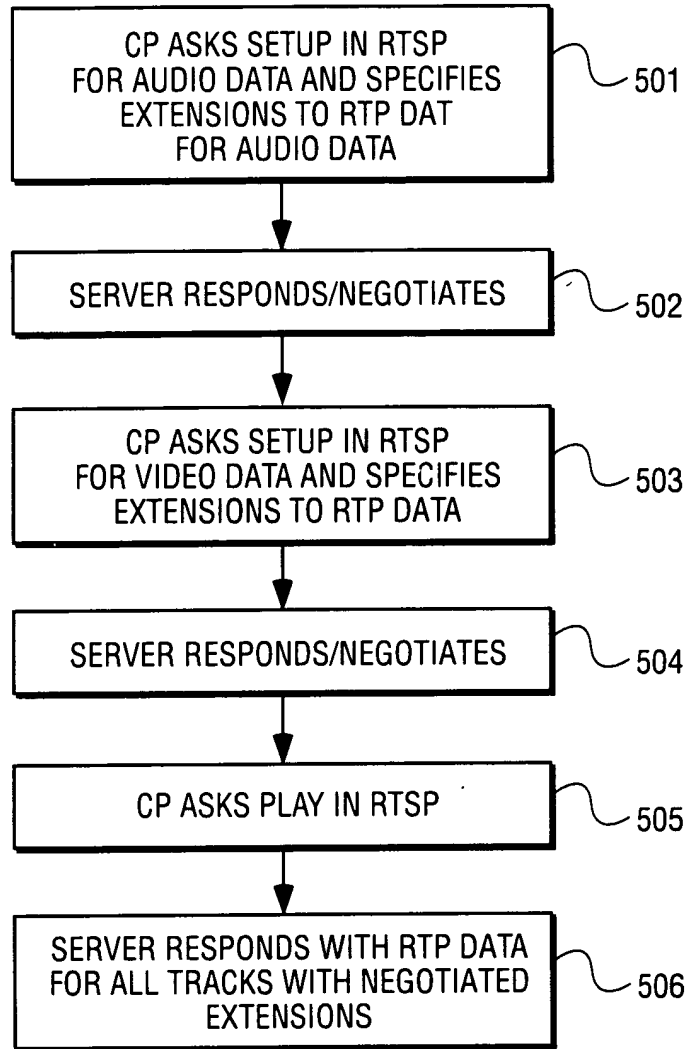 CP ASKS SETUP IN RTSP
FOR AUDIO DATA AND SPECIFIES
EXTENSIONS TO RTP DAT
FOR AUDIO DATA
501
SERVER RESPONDS/NEGOTIATES
502
CP ASKS SETUP IN RTSP
FOR VIDEO DATA AND SPECIFIES
EXTENSIONS TO RTP DATA
503
SERVER RESPONDS/NEGOTIATES
504
CP ASKS PLAY IN RTSP
505
SERVER RESPONDS WITH RTP DATA
FOR ALL TRACKS WITH NEGOTIATED
EXTENSIONS
506